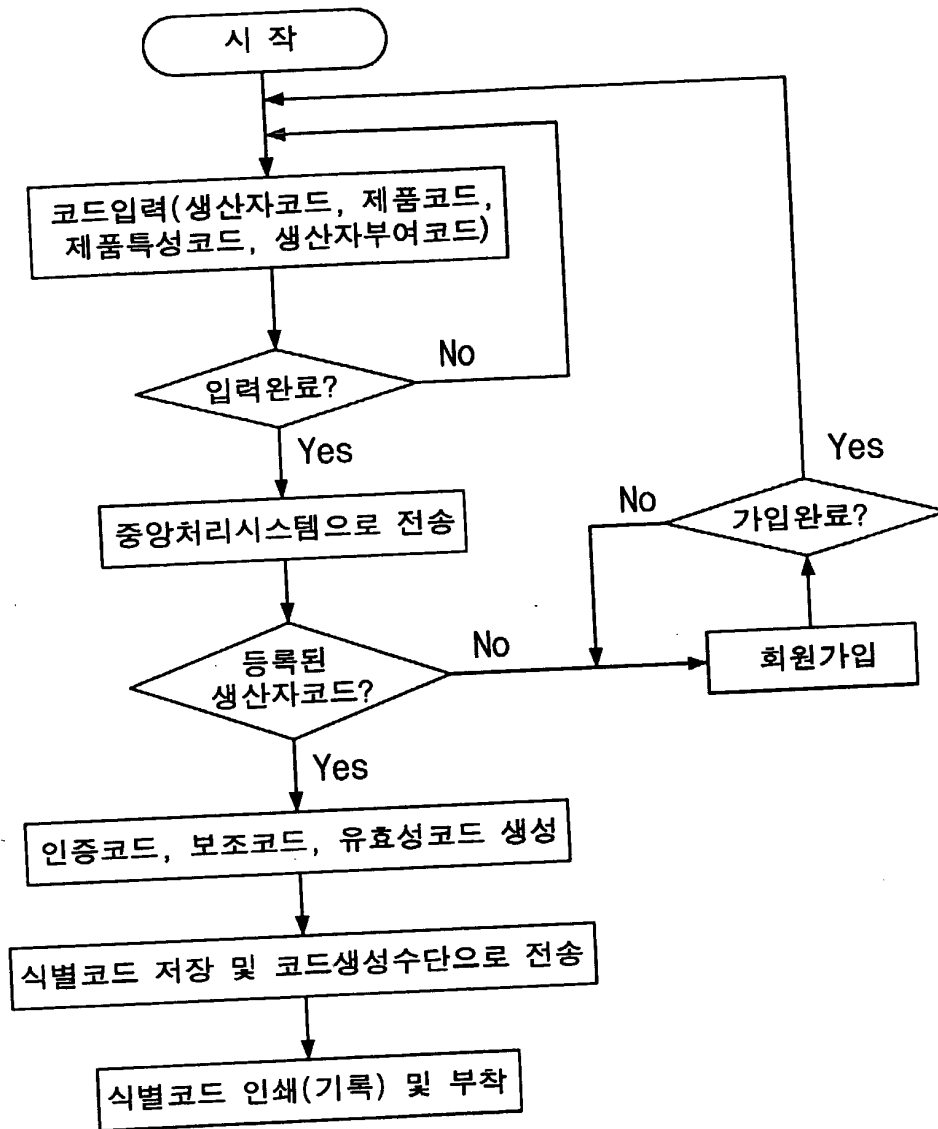 시 작
코드입력(생산자코드, 제품코드,
제품특성코드, 생산자부여코드)
No
입력완료?
Yes
중앙처리시스템으로 전송
Yes
No
가입완료?
등록된
생산자코드?
No
회원가입
Yes
인증코드, 보조코드, 유효성코드 생성
식별코드 저장 및 코드생성수단으로 전송
식별코드 인쇄(기록) 및 부착